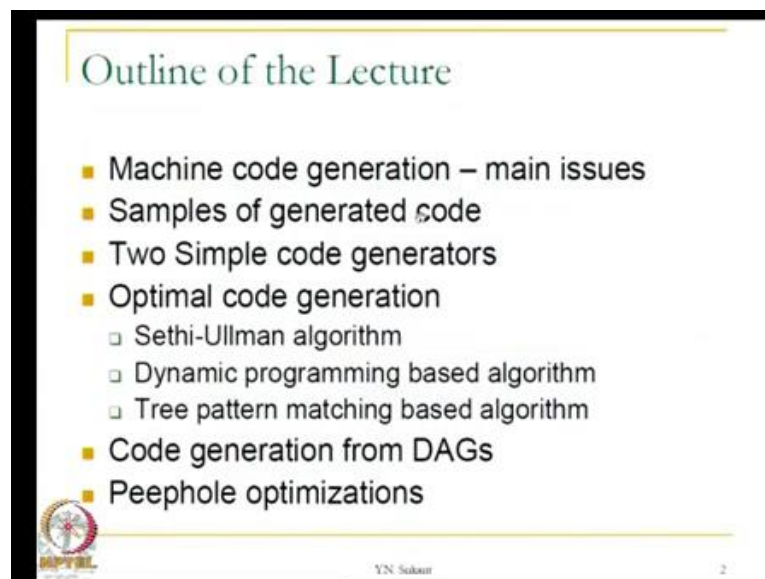 Outline of the Lecture
Machine code generation – main issues
Samples of generated code
Two Simple code generators
Optimal code generation
Sethi-Ullman algorithm
Dynamic programming based algorithm
Tree pattern matching based algorithm
Code generation from DAGs
Peephole optimizations
NPTEL
Y.N. 
2